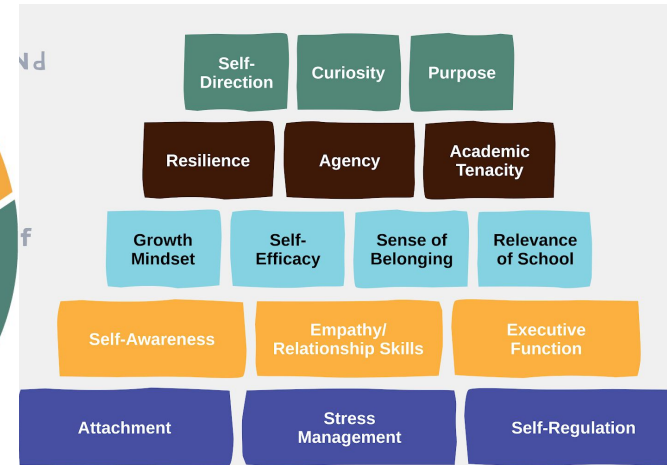 Self-
Direction
Curiosity
Purpose
Resilience
Agency
Academic
Tenacity
Growth
Mindset
Self-
Efficacy
Sense of
Belonging
Relevance
of School
Self-Awareness
Empathy/
Relationship Skills
Executive
Function
Attachment
Stress
Management
Self-Regulation